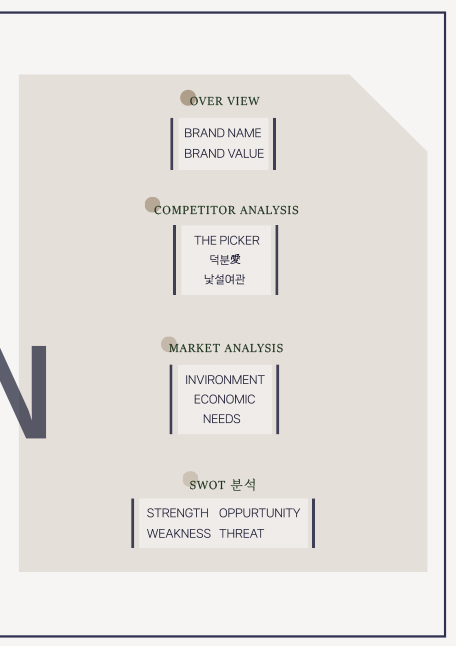 OVER VIEW
BRAND NAME
BRAND VALUE
COMPETITOR ANALYSIS
THE PICKER
덕분愛
낯설여관
N
MARKET ANALYSIS
INVIRONMENT
ECONOMIC
NEEDS
SWOT 분석
STRENGTH OPPURTUNITY
WEAKNESS THREAT